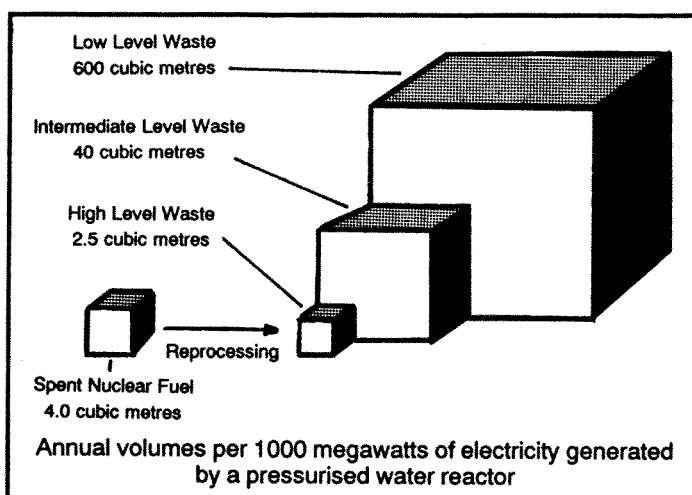 Low Level Waste
600 cubic metres
Intermediate Level Waste
40 cubic metres
High Level Waste
2.5 cubic metres
Reprocessing
Spent Nuclear Fuel
4.0 cubic metres
Annual volumes per 1000 megawatts of electricity generated
by a pressurised water reactor